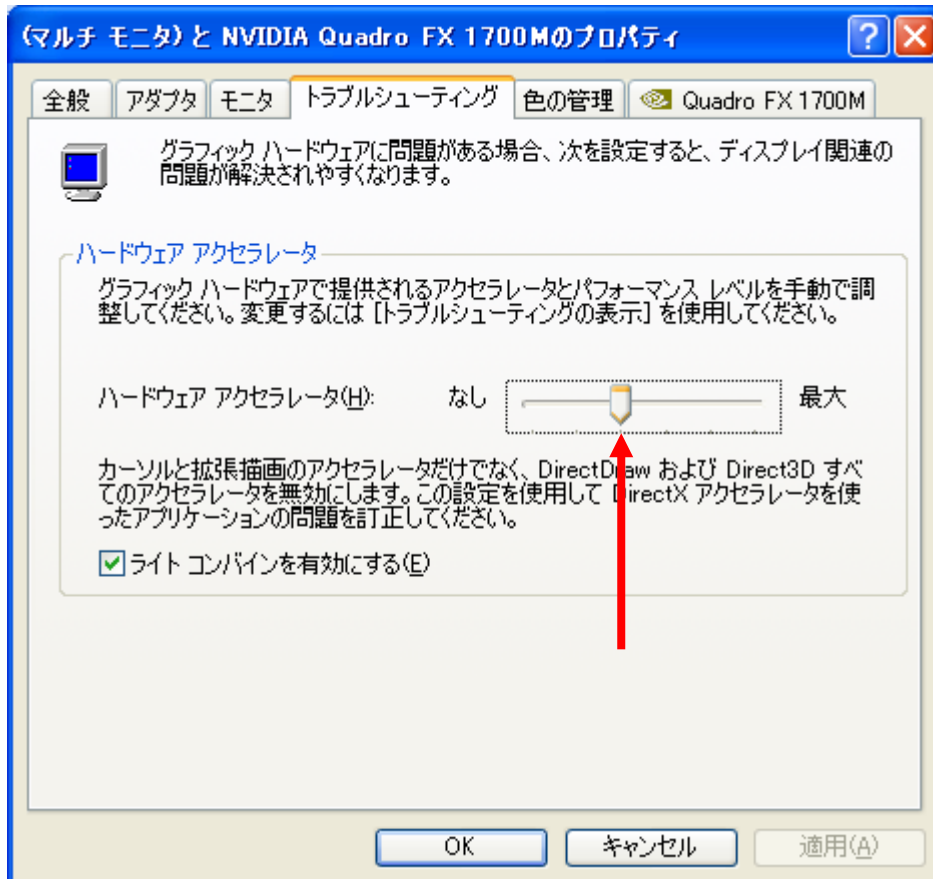 (マルチ モニタ) と NVIDIA Quadro FX 1700Mのプロパティ
全般 アダプタ モニタ トラブルシューティング 色の管理 Quadro FX 1700M
グラフィック ハードウェアに問題がある場合、次を設定すると、ディスプレイ関連の
問題が解決されやすくなります。
ハードウェア アクセラレータ
グラフィック ハードウェアで提供されるアクセラレータとパフォーマンス レベルを手動で調
整してください。変更するには [トラブルシューティングの表示] を使用してください。
ハードウェア アクセラレータ(H): なし 最大
カーソルと拡張描画のアクセラレータだけでなく、DirectDraw および Direct3D すべ
てのアクセラレータを無効にします。この設定を使用して DirectX アクセラレータを使
ったアプリケーションの問題を訂正してください。
ライト コンバインを有効にする(E)
OK キャンセル 適用(A)